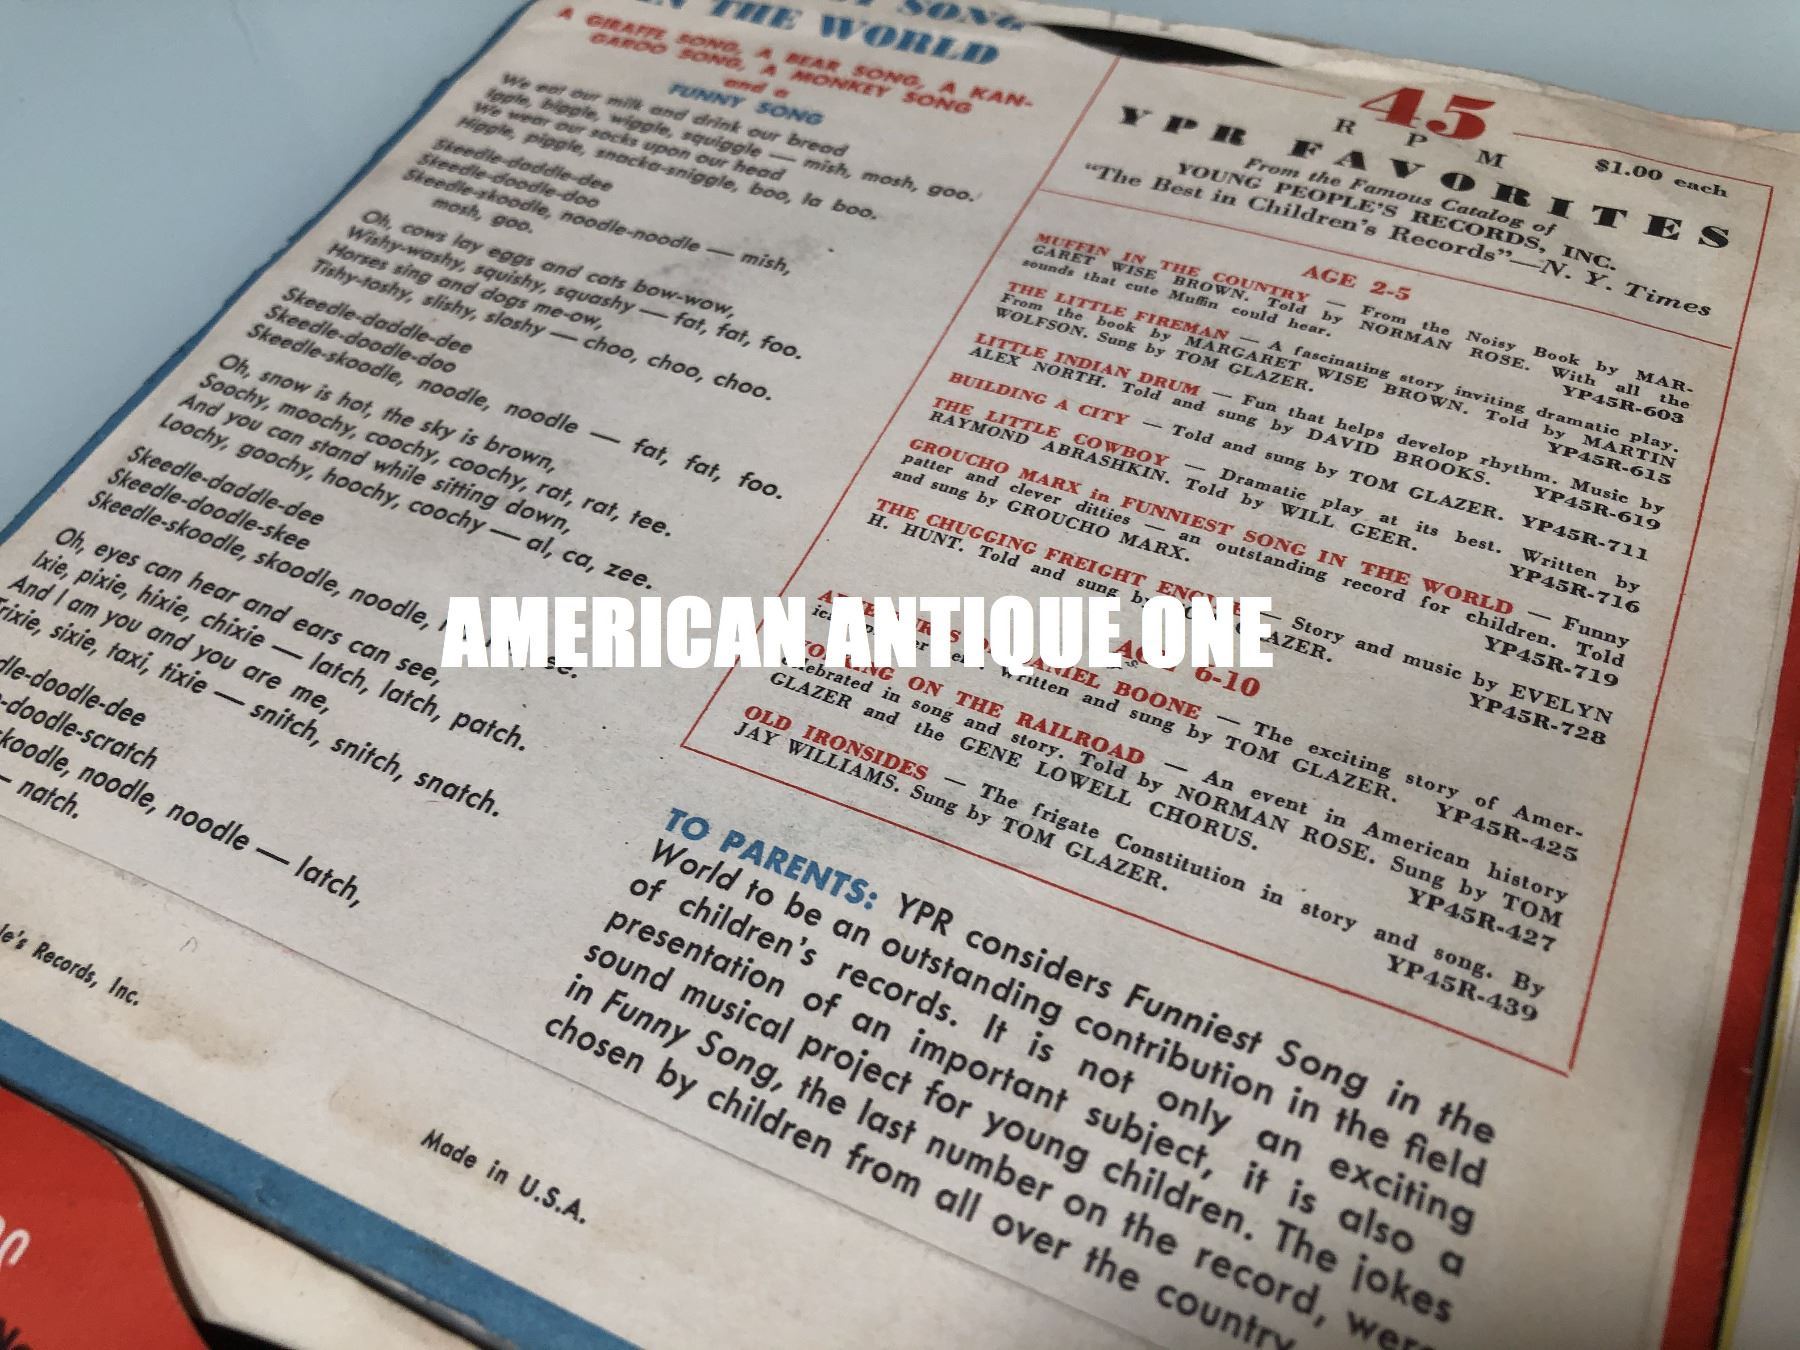 ST SONG
IN THE WORLD
A GIRAFFE SONG, A BEAR SONG, A KAN-
GAROO SONG, A MONKEY SONG
and a
FUNNY SONG
We eat our milk and drink our bread
Iggle, biggle, wiggle, squiggle — mish, mosh, goo.
We wear our socks upon our head
Higgle, piggle, snacka-sniggle, boo, la boo.
Skeedle-daddle-dee
Skeedle-doodle-doo
Skeedle-skoodle, noodle-noodle — mish,
mosh, goo.
Oh, cows lay eggs and cats bow-wow,
Wishy-washy, squishy, squashy — fat, fat, foo.
Horses sing and dogs me-ow,
Tishy-toshy, slishy, sloshy — choo, choo, choo.
Skeedle-daddle-dee
Skeedle-doodle-doo
Skeedle-skoodle, noodle, noodle — fat, fat, foo.
Oh, snow is hot, the sky is brown,
Soochy, moochy, coochy, coochy, rat, rat, tee.
And you can stand while sitting down,
Loochy, goochy, hoochy, coochy — al, ca, zee.
Skeedle-daddle-dee
Skeedle-doodle-skee
Skeedle-skoodle, skoodle, noodle,
Oh, eyes can hear and ears can see,
Ixie, pixie, hixie, chixie — latch, latch, patch.
And I am you and you are me,
Trixie, sixie, taxi, tixie — snitch, snitch, snatch.
dle-doodle-dee
-doodle-scratch
koodle, noodle, noodle — latch,
— natch.
le's Records, Inc.
Made in U.S.A.
45
RPM
$1.00 each
YPR FAVORITES
From the Famous Catalog of
YOUNG PEOPLE'S RECORDS, INC.
"The Best in Children's Records"—N. Y. Times
AGE 2-5
MUFFIN IN THE COUNTRY — From the Noisy Book by MAR-
GARET WISE BROWN. Told by NORMAN ROSE. With all the
sounds that cute Muffin could hear. YP45R-603
THE LITTLE FIREMAN — A fascinating story inviting dramatic play.
From the book by MARGARET WISE BROWN. Told by MARTIN
WOLFSON. Sung by TOM GLAZER. YP45R-615
LITTLE INDIAN DRUM — Fun that helps develop rhythm. Music by
ALEX NORTH. Told and sung by DAVID BROOKS. YP45R-619
BUILDING A CITY — Told and sung by TOM GLAZER. YP45R-711
THE LITTLE COWBOY — Dramatic play at its best. Written by
RAYMOND ABRASHKIN. Told by WILL GEER. YP45R-716
GROUCHO MARX in FUNNIEST SONG IN THE WORLD — Funny
patter and clever ditties — an outstanding record for children. Told
and sung by GROUCHO MARX. YP45R-719
THE CHUGGING FREIGHT ENGINE — Story and music by EVELYN
H. HUNT. Told and sung by TOM GLAZER. YP45R-728
AGE 6-10
ADVENTURES OF DANIEL BOONE — The exciting story of Amer-
Written and sung by TOM GLAZER. YP45R-425
WORKING ON THE RAILROAD — An event in American history
celebrated in song and story. Told by NORMAN ROSE. Sung by TOM
GLAZER and the GENE LOWELL CHORUS. YP45R-427
OLD IRONSIDES — The frigate Constitution in story and song. By
JAY WILLIAMS. Sung by TOM GLAZER. YP45R-439
TO PARENTS: YPR considers Funniest Song in the
World to be an outstanding contribution in the field
of children's records. It is not only an exciting
presentation of an important subject, it is also a
sound musical project for young children. The jokes
in Funny Song, the last number on the record, were
chosen by children from all over the country
AMERICAN ANTIQUE ONE